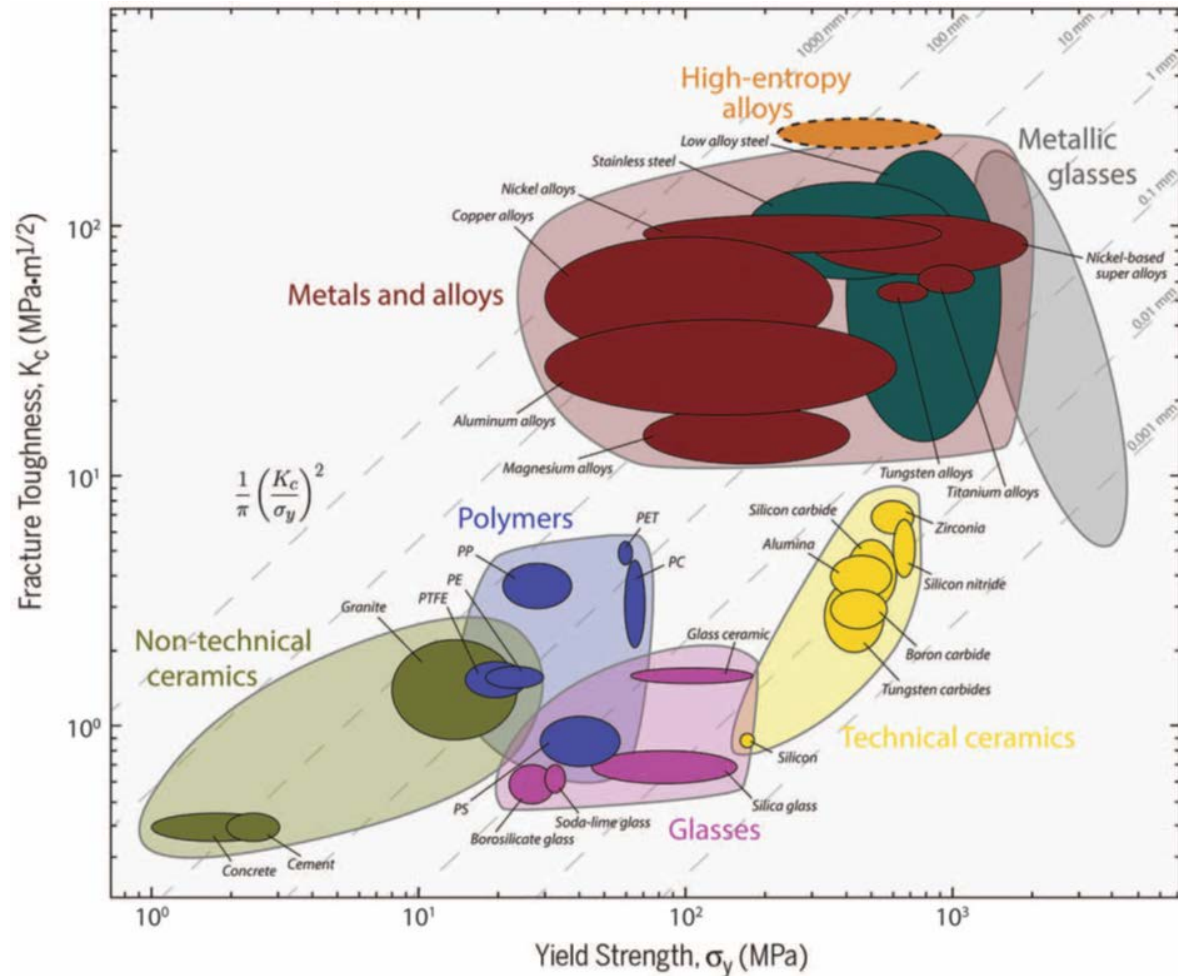 1000 mm
100 mm
10 mm
1 mm
High-entropy
alloys
Low alloy steel
Metallic
glasses
Stainless steel
0.1 mm
Nickel alloys
Copper alloys
10²
Nickel-based
super alloys
Metals and alloys
0.01 mm
Fracture Toughness, K_c (MPa•m^1/2)
Aluminum alloys
0.001 mm
Magnesium alloys
Tungsten alloys
10¹
Titanium alloys
1/π (K_c/σ_y)²
Polymers
PET
Silicon carbide
Zirconia
PP
Alumina
PC
PE
Silicon nitride
PTFE
Granite
Non-technical
ceramics
Glass ceramic
Boron carbide
Tungsten carbides
10⁰
Technical ceramics
Silicon
PS
Soda-lime glass
Silica glass
Borosilicate glass
Glasses
Cement
Concrete
10⁰
10¹
10²
10³
Yield Strength, σ_y (MPa)